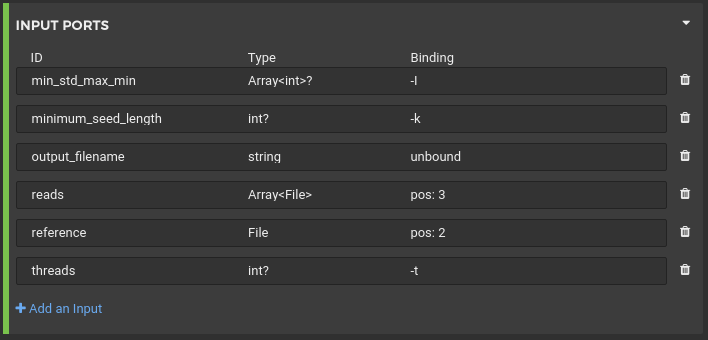 INPUT PORTS
ID Type Binding
min_std_max_min Array<int>? -I
minimum_seed_length int? -k
output_filename string unbound
reads Array<File> pos: 3
reference File pos: 2
threads int? -t
Add an Input